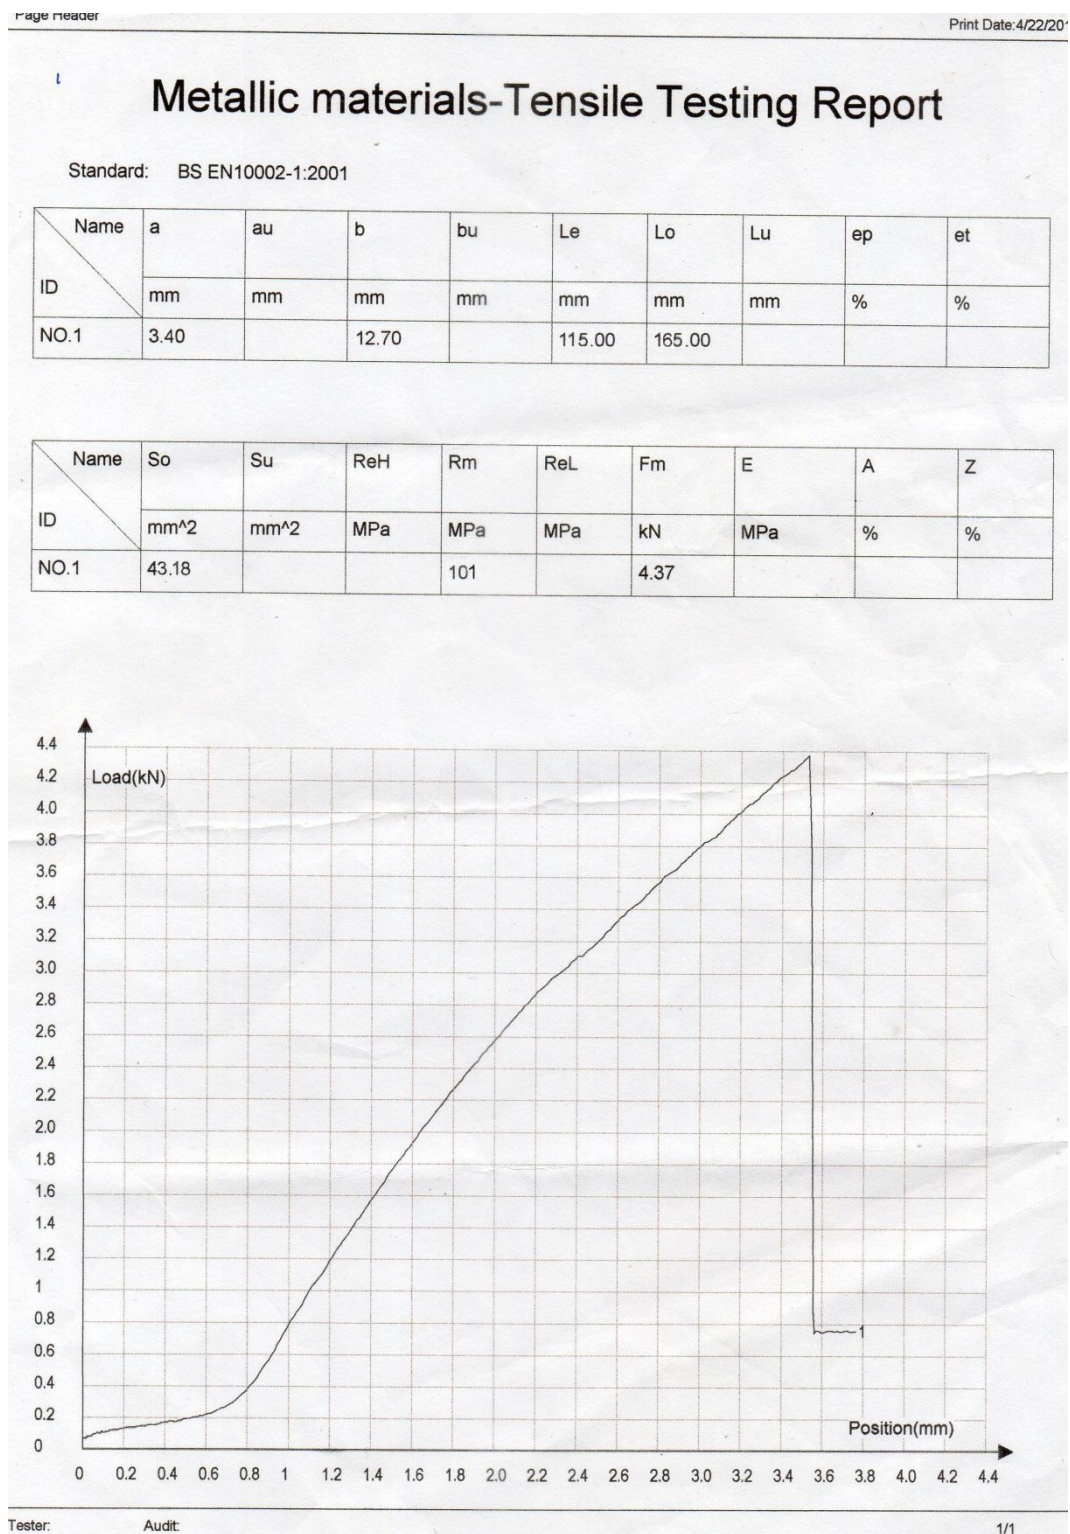 Page Header
Print Date:4/22/201
Metallic materials-Tensile Testing Report
Standard: BS EN10002-1:2001
Name a au b bu Le Lo Lu ep et
ID mm mm mm mm mm mm mm % %
NO.1 3.40 12.70 115.00 165.00
Name So Su ReH Rm ReL Fm E A Z
ID mm^2 mm^2 MPa MPa MPa kN MPa % %
NO.1 43.18 101 4.37
4.4
4.2 Load(kN)
4.0
3.8
3.6
3.4
3.2
3.0
2.8
2.6
2.4
2.2
2.0
1.8
1.6
1.4
1.2
1
0.8 1
0.6
0.4
0.2 Position(mm)
0
0 0.2 0.4 0.6 0.8 1 1.2 1.4 1.6 1.8 2.0 2.2 2.4 2.6 2.8 3.0 3.2 3.4 3.6 3.8 4.0 4.2 4.4
Tester: Audit: 1/1